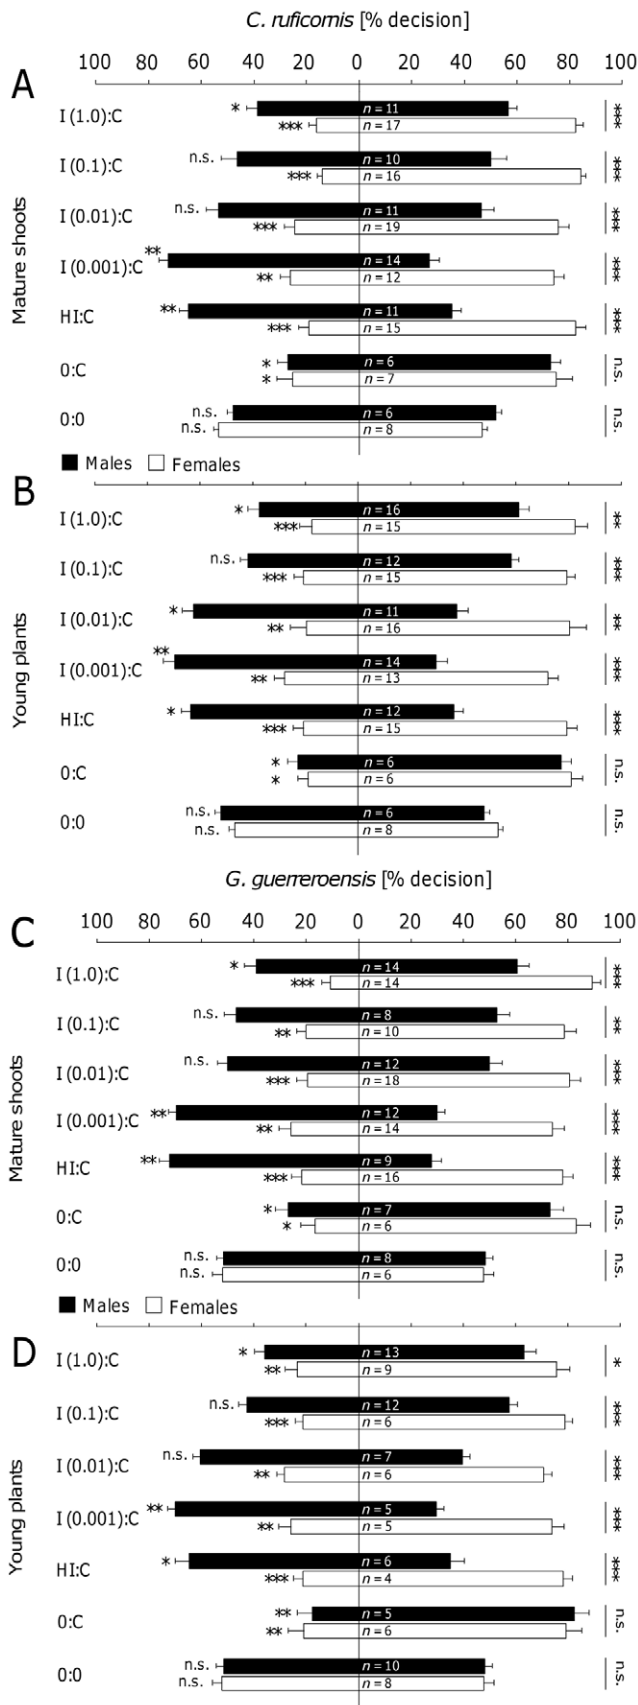 C. ruficornis [% decision]
100 80 60 40 20 0 20 40 60 80 100
A
Mature shoots
I (1.0):C * n = 11 ***
*** n = 17
I (0.1):C n.s. n = 10 ***
*** n = 16
I (0.01):C n.s. n = 11 ***
*** n = 19
I (0.001):C ** n = 14 ***
** n = 12
HI:C ** n = 11 ***
*** n = 15
0:C * n = 6 n.s.
* n = 7
0:0 n.s. n = 6 n.s.
n.s. n = 8
Males Females
B
Young plants
I (1.0):C * n = 16 **
*** n = 15
I (0.1):C n.s. n = 12 ***
*** n = 15
I (0.01):C * n = 11 **
** n = 16
I (0.001):C ** n = 14 ***
** n = 13
HI:C * n = 12 ***
*** n = 15
0:C * n = 6 n.s.
* n = 6
0:0 n.s. n = 6 n.s.
n.s. n = 8
G. guerreroensis [% decision]
100 80 60 40 20 0 20 40 60 80 100
C
Mature shoots
I (1.0):C * n = 14 ***
*** n = 14
I (0.1):C n.s. n = 8 **
** n = 10
I (0.01):C n.s. n = 12 ***
*** n = 18
I (0.001):C ** n = 12 ***
** n = 14
HI:C ** n = 9 ***
*** n = 16
0:C * n = 7 n.s.
* n = 6
0:0 n.s. n = 8 n.s.
n.s. n = 6
Males Females
D
Young plants
I (1.0):C * n = 13 *
** n = 9
I (0.1):C n.s. n = 12 ***
*** n = 6
I (0.01):C n.s. n = 7 ***
** n = 6
I (0.001):C ** n = 5 ***
** n = 5
HI:C * n = 6 ***
*** n = 4
0:C ** n = 5 n.s.
** n = 6
0:0 n.s. n = 10 n.s.
n.s. n = 8